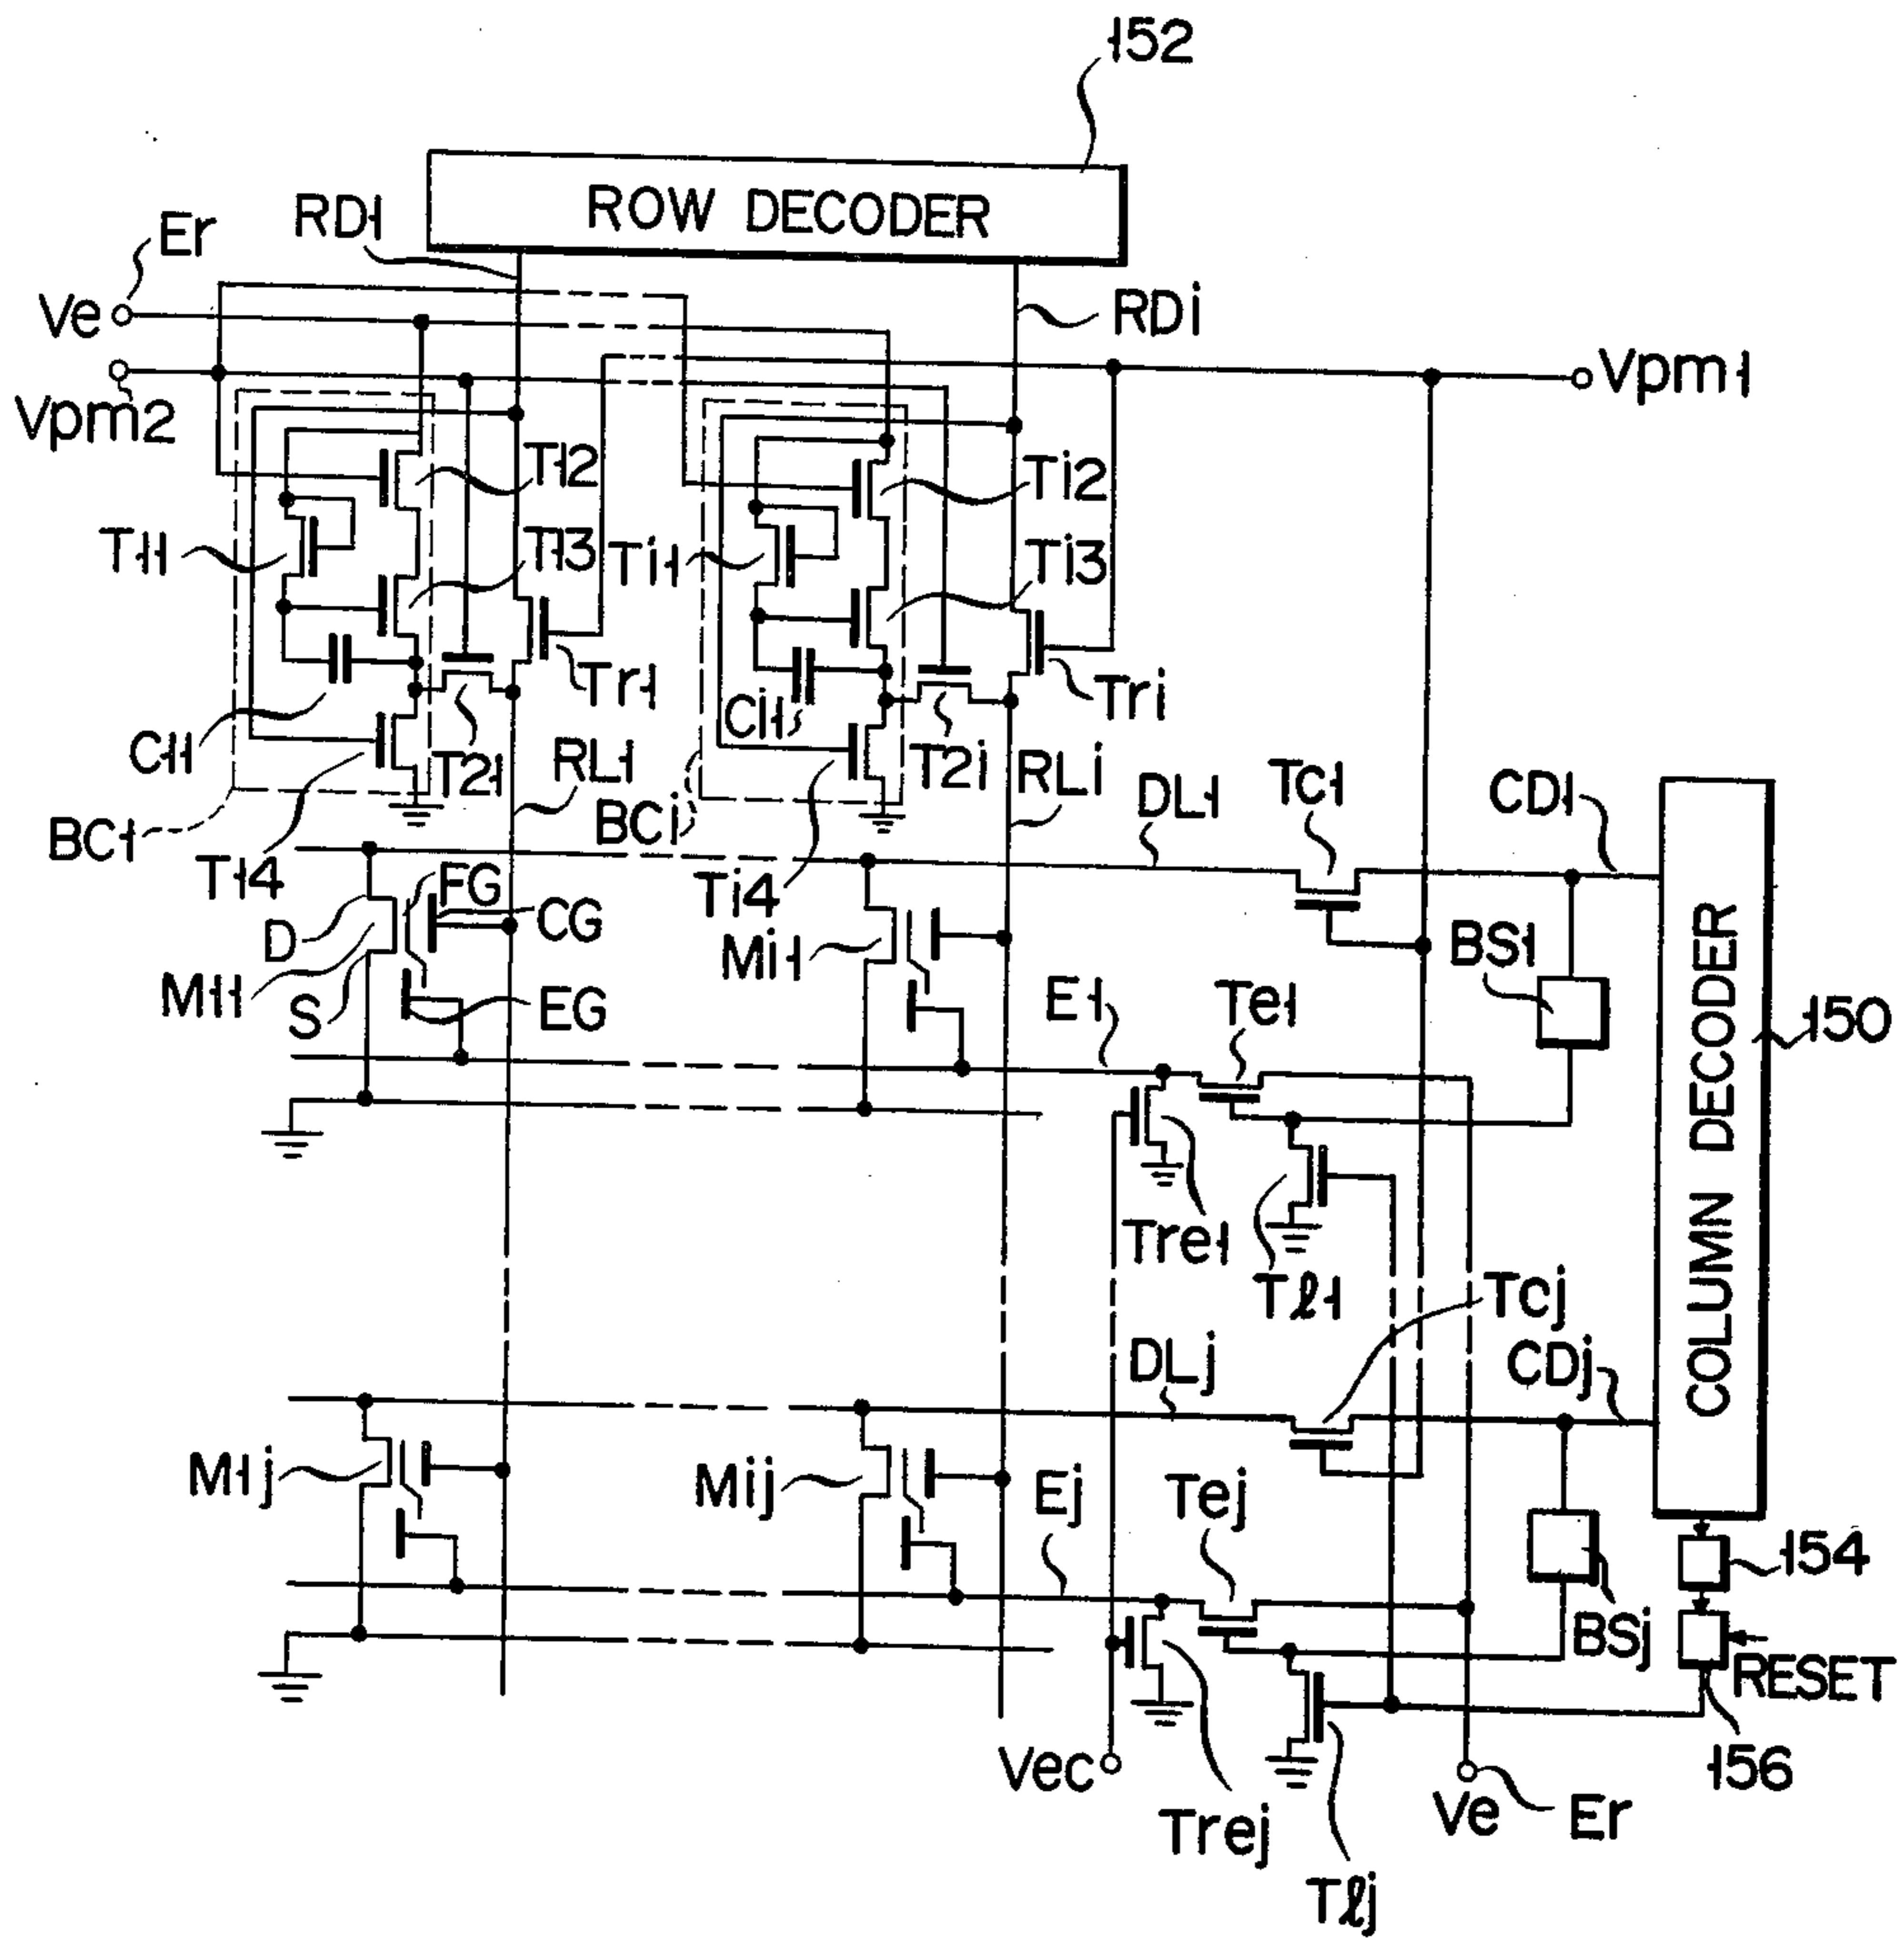 152
ROW DECODER
RD1
Er
Ve
RDi
Vpm1
Vpm2
T12
Ti2
T11
T13
Ti1
Ti3
Tr1
Tri
C11
Ci1
T21
RL1
T2i
RLi
BC1
BCi
DL1
Tc1
CD1
T14
Ti4
FG
CG
D
M11
S
EG
Mi1
E1
Te1
BS1
COLUMN DECODER
150
Tre1
Tℓ1
Tcj
DLj
CDj
M1j
Mij
Ej
Tej
154
BSj
RESET
156
Vec
Ve
Er
Trej
Tℓj